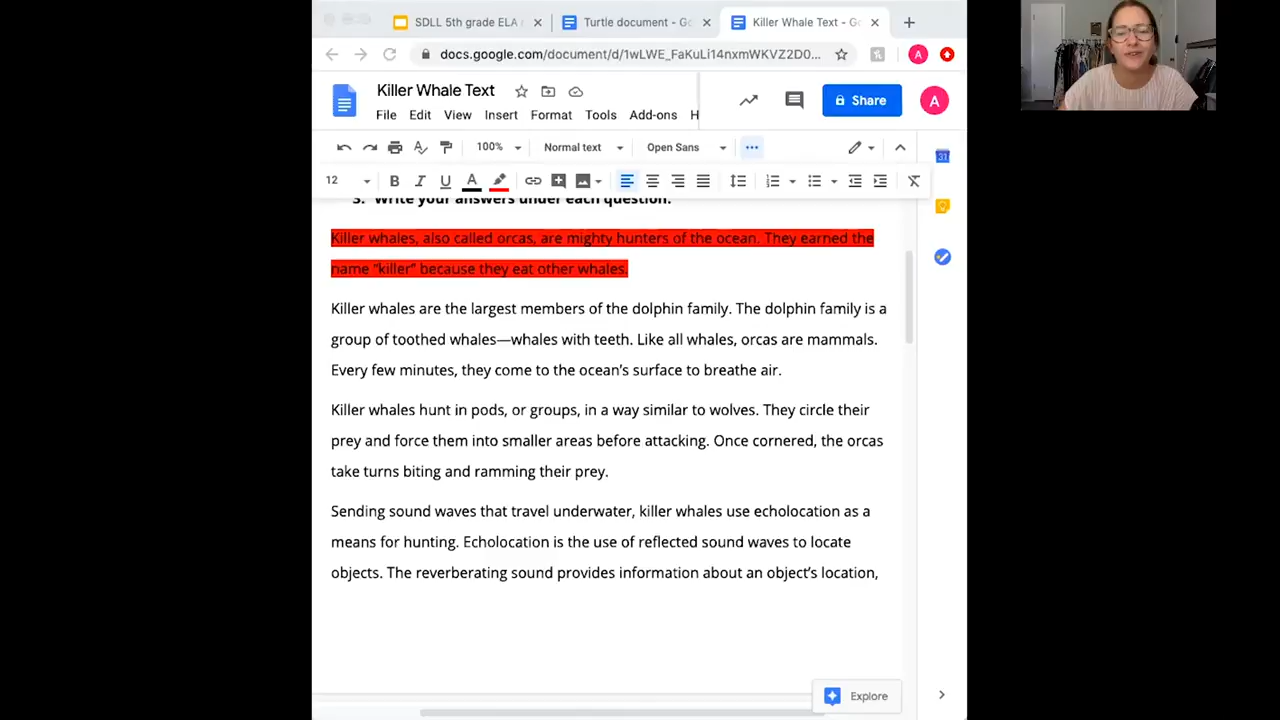 SDLL 5th grade ELA
Turtle document - Go
Killer Whale Text - Go
docs.google.com/document/d/1wLWE_FaKuLi14nxmWKVZ2D0...
A
Killer Whale Text
Share
A
File Edit View Insert Format Tools Add-ons H
100% Normal text Open Sans
31
12 B I U A
3. Write your answers under each question.
Killer whales, also called orcas, are mighty hunters of the ocean. They earned the
name "killer" because they eat other whales.
Killer whales are the largest members of the dolphin family. The dolphin family is a
group of toothed whales—whales with teeth. Like all whales, orcas are mammals.
Every few minutes, they come to the ocean's surface to breathe air.
Killer whales hunt in pods, or groups, in a way similar to wolves. They circle their
prey and force them into smaller areas before attacking. Once cornered, the orcas
take turns biting and ramming their prey.
Sending sound waves that travel underwater, killer whales use echolocation as a
means for hunting. Echolocation is the use of reflected sound waves to locate
objects. The reverberating sound provides information about an object's location,
Explore